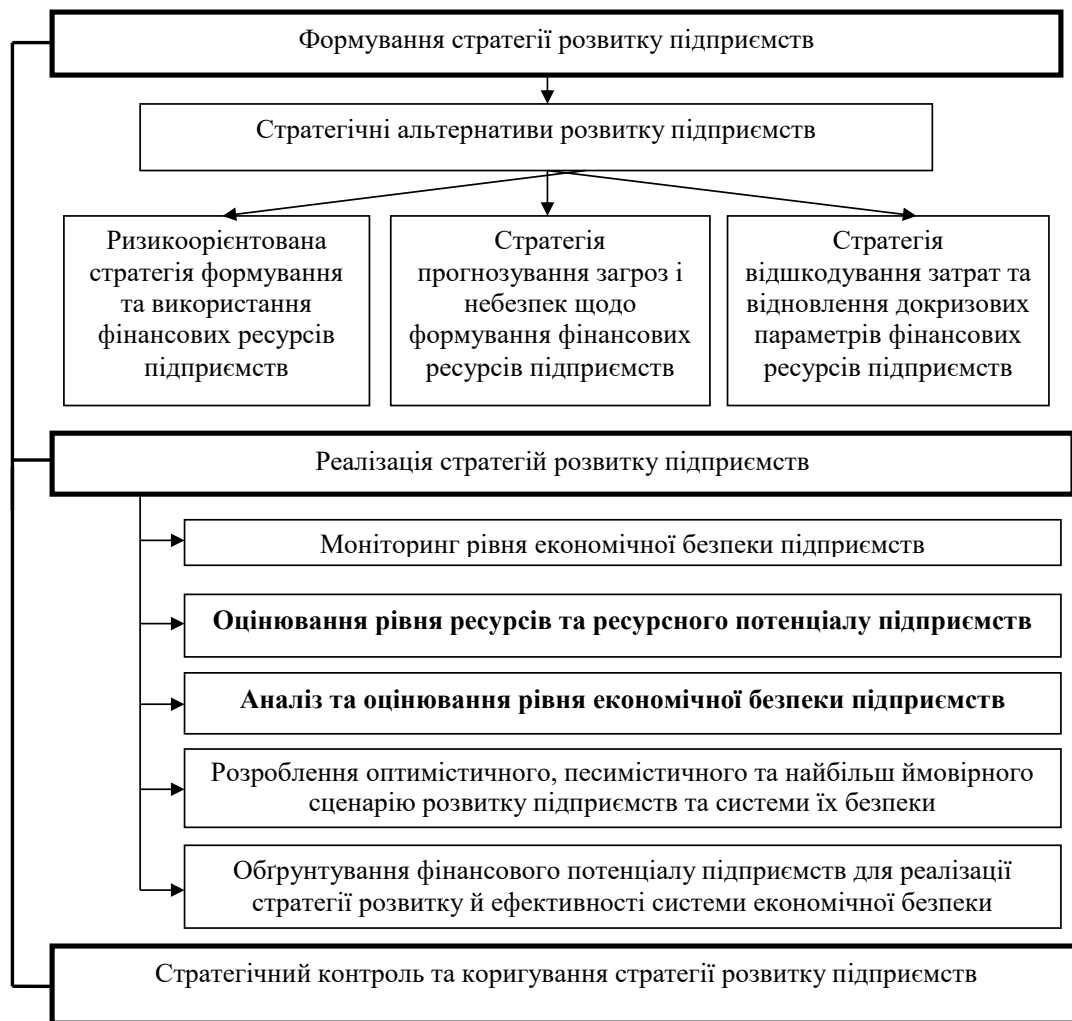 Формування стратегії розвитку підприємств
Стратегічні альтернативи розвитку підприємств
Ризикоорієнтована
стратегія формування
та використання
фінансових ресурсів
підприємств
Стратегія
прогнозування загроз і
небезпек щодо
формування фінансових
ресурсів підприємств
Стратегія
відшкодування затрат та
відновлення докризових
параметрів фінансових
ресурсів підприємств
Реалізація стратегій розвитку підприємств
Моніторинг рівня економічної безпеки підприємств
Оцінювання рівня ресурсів та ресурсного потенціалу підприємств
Аналіз та оцінювання рівня економічної безпеки підприємств
Розроблення оптимістичного, песимістичного та найбільш ймовірного
сценарію розвитку підприємств та системи їх безпеки
Обґрунтування фінансового потенціалу підприємств для реалізації
стратегії розвитку й ефективності системи економічної безпеки
Стратегічний контроль та коригування стратегії розвитку підприємств